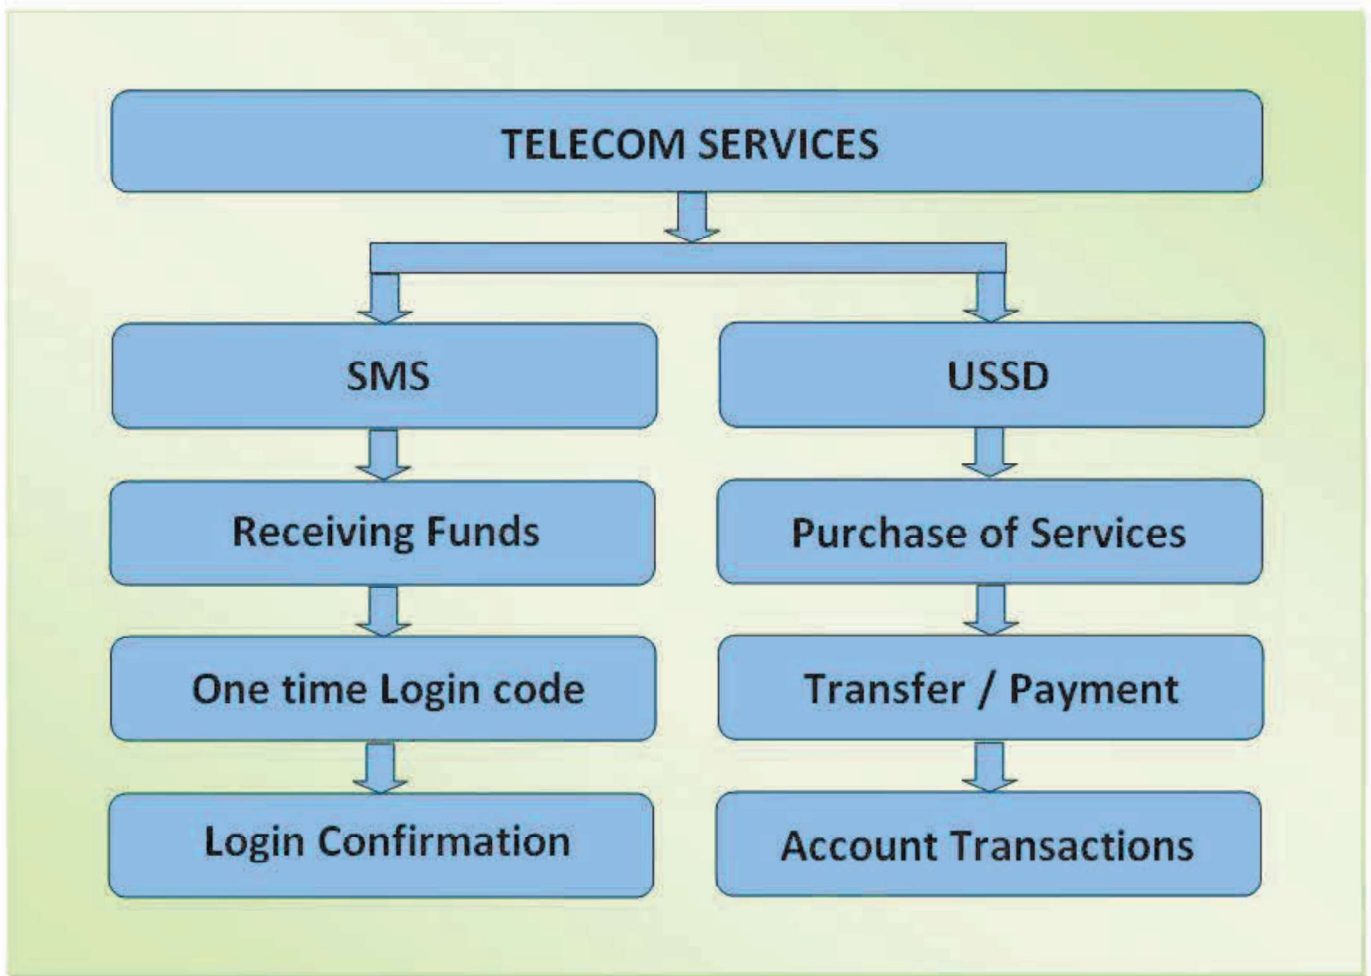 TELECOM SERVICES
SMS
USSD
Receiving Funds
Purchase of Services
One time Login code
Transfer / Payment
Login Confirmation
Account Transactions